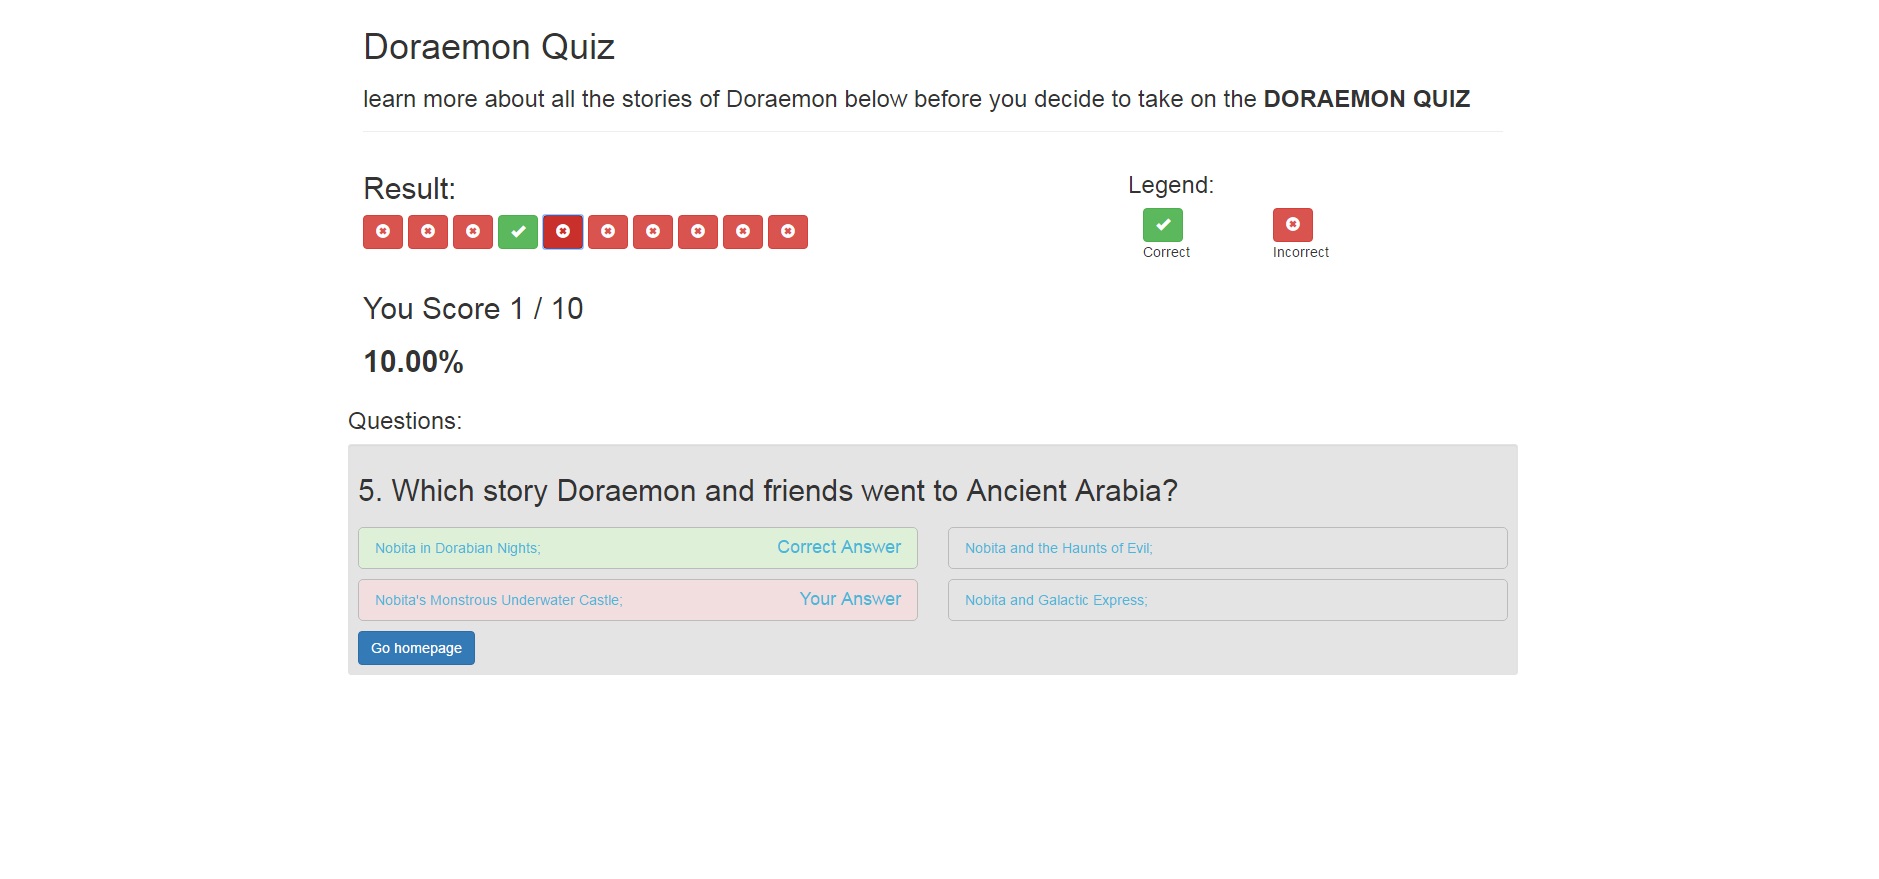 Doraemon Quiz
learn more about all the stories of Doraemon below before you decide to take on the DORAEMON QUIZ
Result:
Legend:
Correct
Incorrect
You Score 1 / 10
10.00%
Questions:
5. Which story Doraemon and friends went to Ancient Arabia?
Nobita in Dorabian Nights; Correct Answer
Nobita and the Haunts of Evil;
Nobita's Monstrous Underwater Castle; Your Answer
Nobita and Galactic Express;
Go homepage